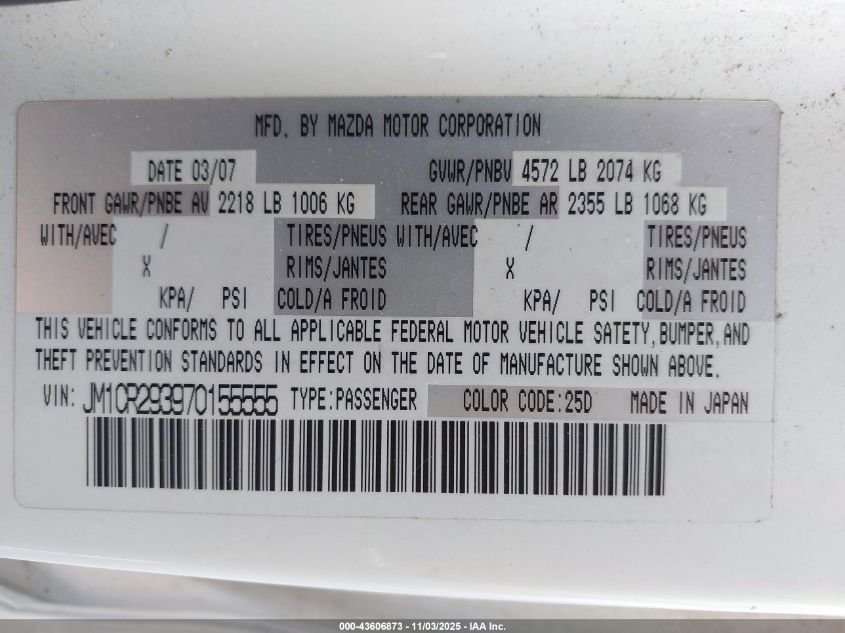 MFD. BY MAZDA MOTOR CORPORATION
DATE 03/07 GVWR/PNBV 4572 LB 2074 KG
FRONT GAWR/PNBE AV 2218 LB 1006 KG REAR GAWR/PNBE AR 2355 LB 1068 KG
WITH/AVEC / TIRES/PNEUS WITH/AVEC / TIRES/PNEUS
X RIMS/JANTES X RIMS/JANTES
KPA/ PSI COLD/A FROID KPA/ PSI COLD/A FROID
THIS VEHICLE CONFORMS TO ALL APPLICABLE FEDERAL MOTOR VEHICLE SATETY,BUMPER,AND
THEFT PREVENTION STANDARDS IN EFFECT ON THE DATE OF MANUFACTURE SHOWN ABOVE.
VIN: JM1CR293970155555 TYPE:PASSENGER COLOR CODE:25D MADE IN JAPAN
000-43606873 - 11/03/2025 - IAA Inc.